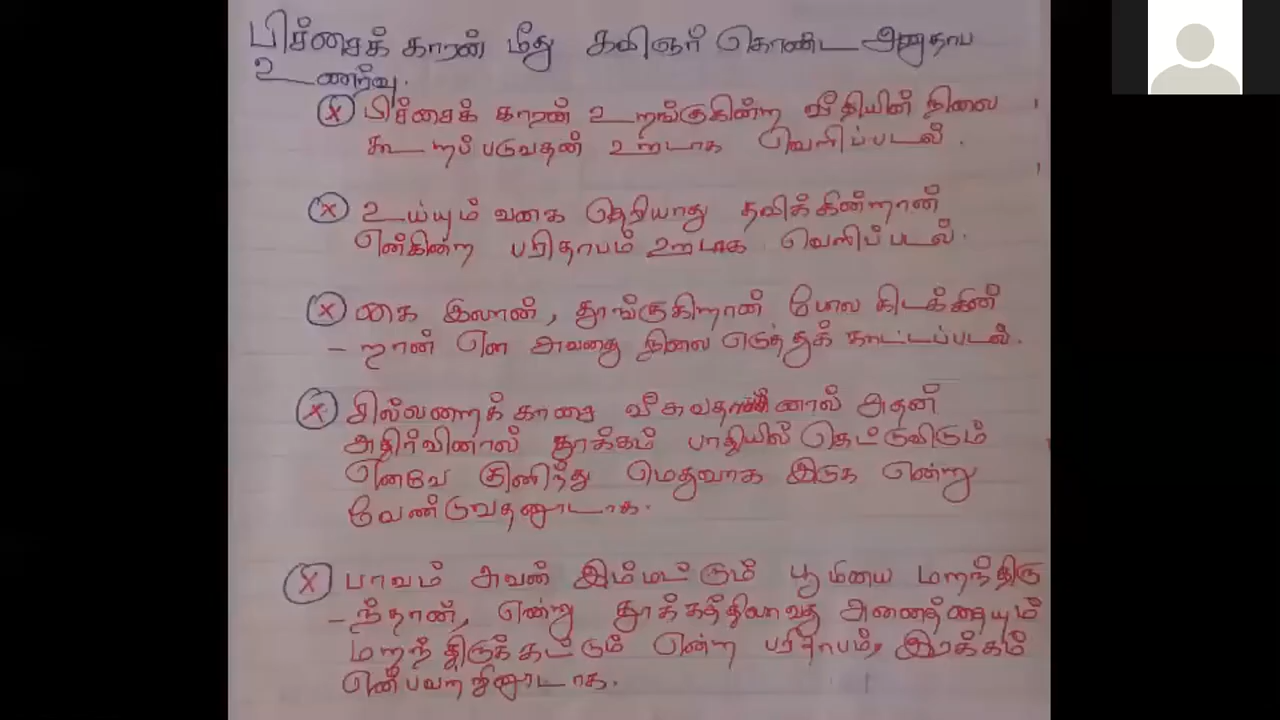 பிச்சைக் காரன் மீது கவிஞர் கொண்ட அனுதாப
உணர்வு.
பிச்சைக் காரன் உறங்குகின்ற வீதியின் நிலை
கூறப்படுவதன் ஊடாக வெளிப்படல்.
உய்யும் வகை தெரியாது தவிக்கின்றான்
என்கின்ற பரிதாபம் ஊடாக வெளிப்படல்.
கை இலான், தூங்குகிறான் போல கிடக்கின்
- றான் என அவனது நிலை எடுத்துக் காட்டப்படல்.
சில்லறைக் காசை வீசுவதனால் அதன்
அதிர்வினால் தூக்கம் பாதியில் கெட்டுவிடும்
எனவே குனிந்து மெதுவாக இடுக என்று
வேண்டுவதனூடாக.
பாவம் அவன் இம்மட்டும் பூமியை மறந்திரு
- ந்தான், என்று தூக்கத்திலாவது அனைத்தையும்
மறந்திருக்கட்டும் என்ற பரிதாபம், இரக்கம்
என்பவற்றினூடாக.